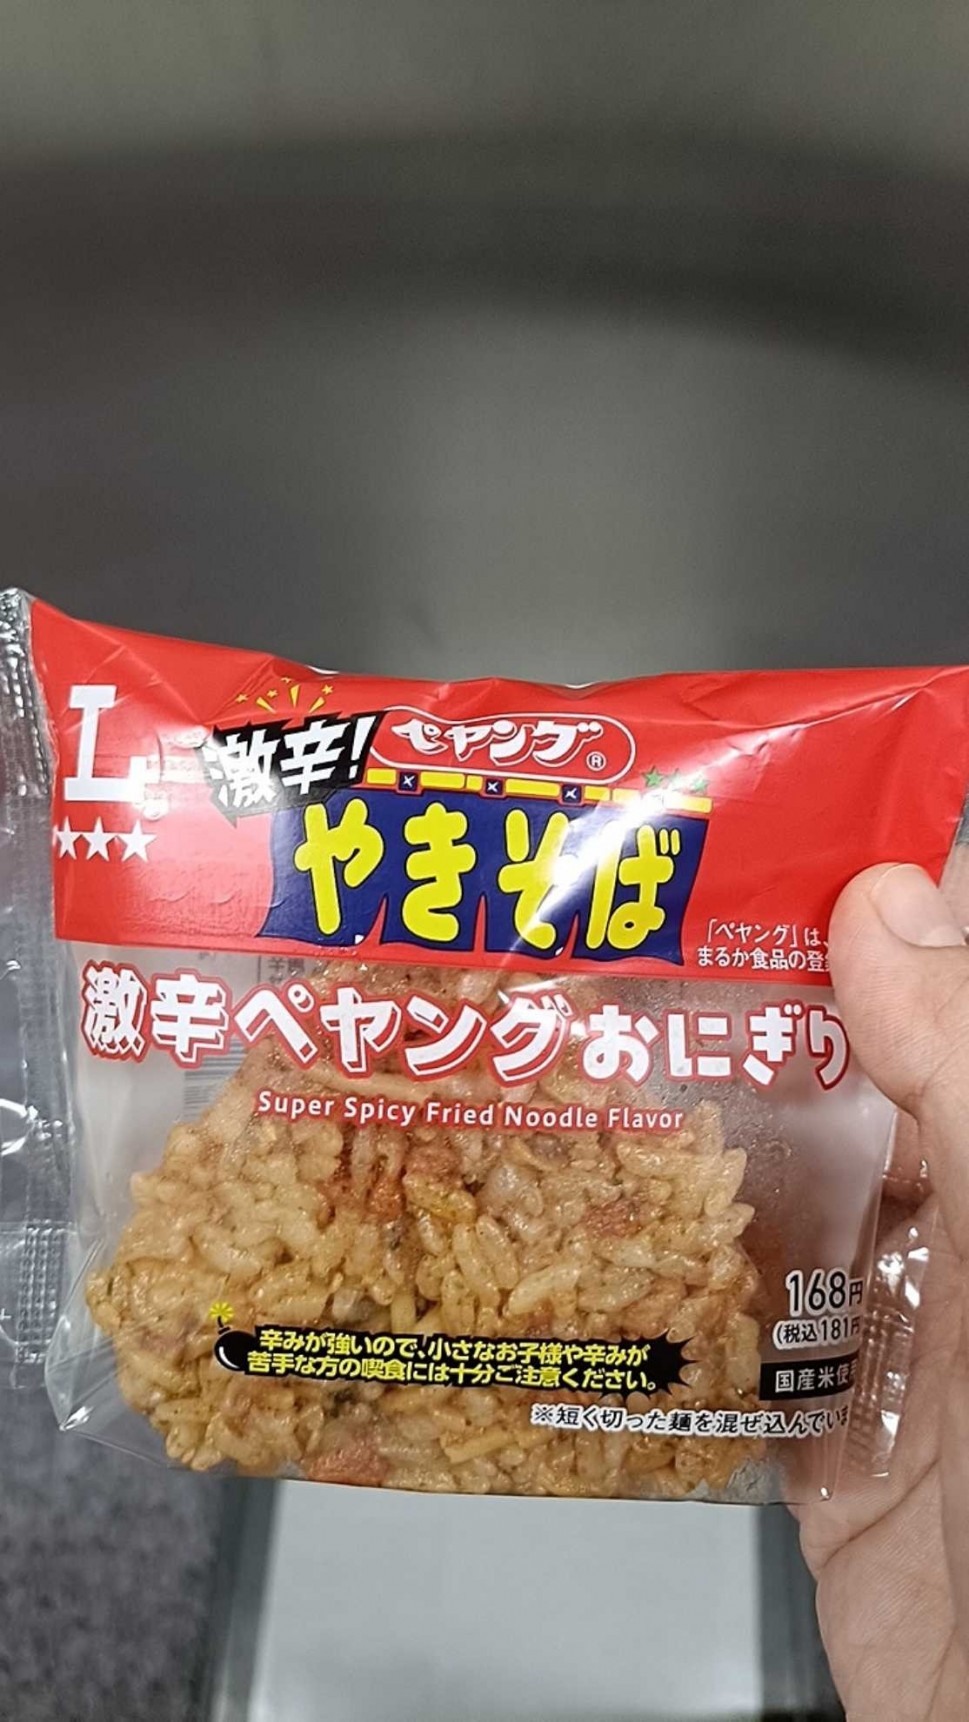 激辛!
ペヤング®
やきそば
「ペヤング」は、
まるか食品の登
激辛ペヤングおにぎり
Super Spicy Fried Noodle Flavor
168円
(税込181円
辛みが強いので、小さなお子様や辛みが
苦手な方の喫食には十分ご注意ください。
国産米使
※短く切った麺を混ぜ込んでいま